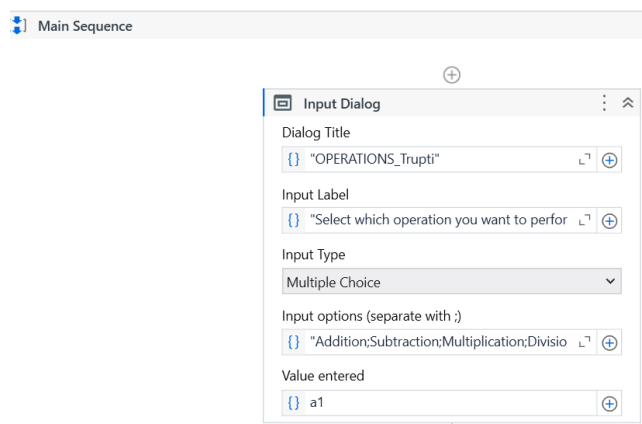 Main Sequence
Input Dialog
Dialog Title
"OPERATIONS_Trupti"
Input Label
"Select which operation you want to perfor
Input Type
Multiple Choice
Input options (separate with ;)
"Addition;Subtraction;Multiplication;Divisio
Value entered
a1